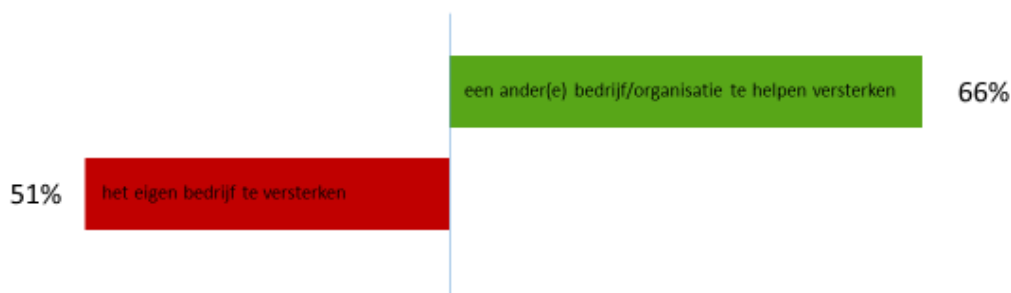 een ander(e) bedrijf/organisatie te helpen versterken 66%
51% het eigen bedrijf te versterken